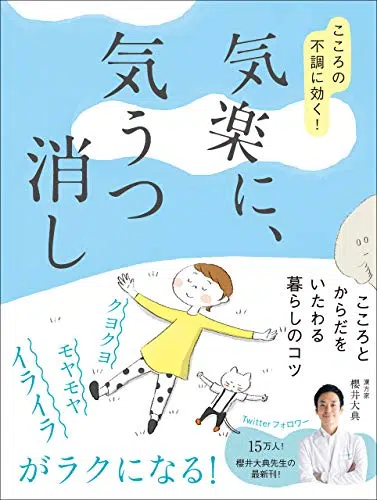 こころの
不調に効く！
気楽に、
気うつ
消し
こころと
からだを
いたわる
暮らしのコツ
漢方家
櫻井大典
クヨクヨ
モヤモヤ
イライラ
がラクになる！
Twitterフォロワー
15万人！
櫻井大典先生の
最新刊！